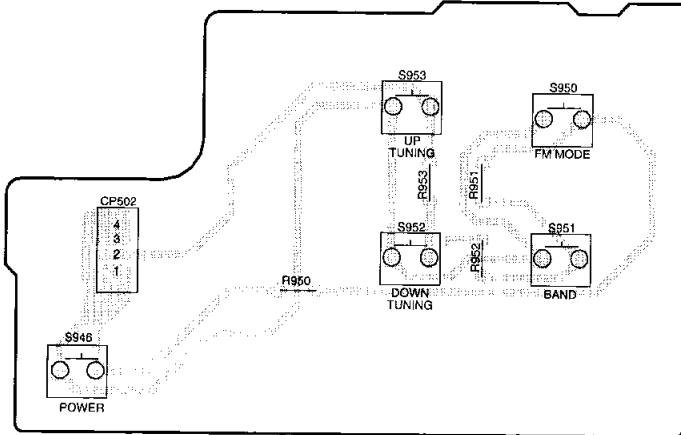 S953
S950
UP
TUNING
FM MODE
R953
R951
CP502
4
3
2
1
S952
S951
R952
R950
DOWN
TUNING
BAND
S946
POWER